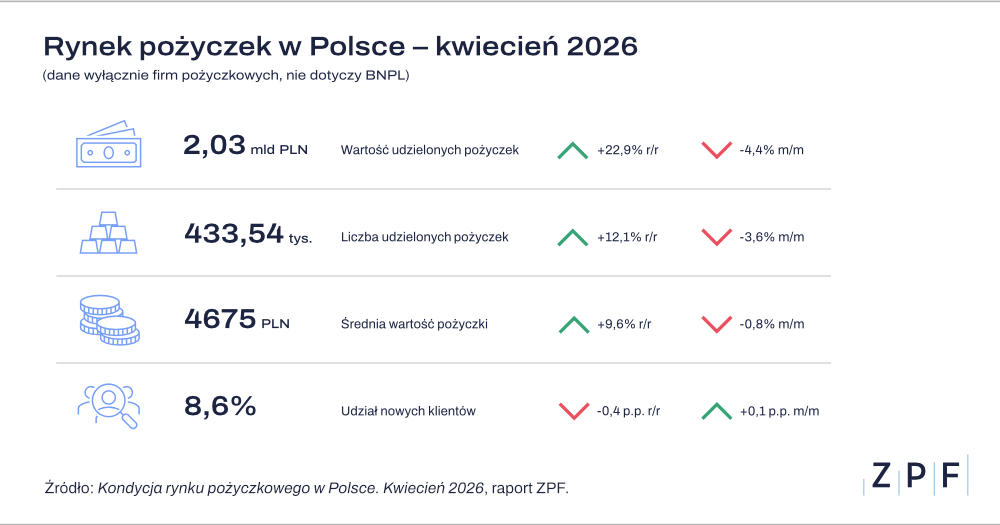 Rynek pożyczek w Polsce – kwiecień 2026
(dane wyłącznie firm pożyczkowych, nie dotyczy BNPL)
2,03 mld PLN Wartość udzielonych pożyczek +22,9% r/r -4,4% m/m
433,54 tys. Liczba udzielonych pożyczek +12,1% r/r -3,6% m/m
4675 PLN Średnia wartość pożyczki +9,6% r/r -0,8% m/m
8,6% Udział nowych klientów -0,4 p.p. r/r +0,1 p.p. m/m
Źródło: Kondycja rynku pożyczkowego w Polsce. Kwiecień 2026, raport ZPF.
ZPF